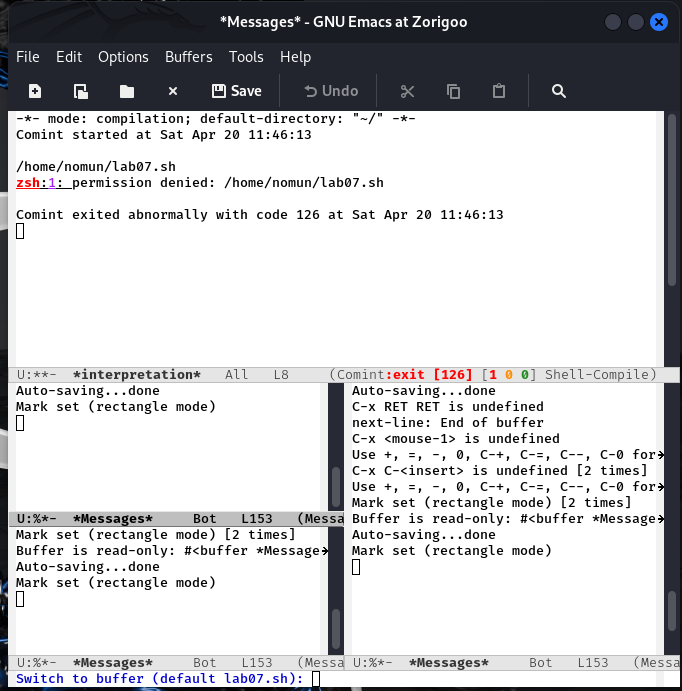 *Messages* - GNU Emacs at Zorigoo
File Edit Options Buffers Tools Help
Save Undo
-*- mode: compilation; default-directory: "~/" -*-
Comint started at Sat Apr 20 11:46:13
/home/nomun/lab07.sh
zsh:1: permission denied: /home/nomun/lab07.sh
Comint exited abnormally with code 126 at Sat Apr 20 11:46:13
U:**- *interpretation* All L8 (Comint:exit [126] [1 0 0] Shell-Compile)
Auto-saving...done
Mark set (rectangle mode)
U:%*- *Messages* Bot L153 (Messa
Mark set (rectangle mode) [2 times]
Buffer is read-only: #<buffer *Message
Auto-saving...done
Mark set (rectangle mode)
U:%*- *Messages* Bot L153 (Messa
Auto-saving...done
C-x RET RET is undefined
next-line: End of buffer
C-x <mouse-1> is undefined
Use +, =, -, 0, C-+, C-=, C--, C-0 for
C-x C-<insert> is undefined [2 times]
Use +, =, -, 0, C-+, C-=, C--, C-0 for
Mark set (rectangle mode) [2 times]
Buffer is read-only: #<buffer *Message
Auto-saving...done
Mark set (rectangle mode)
U:%*- *Messages* Bot L153 (Messa
Switch to buffer (default lab07.sh):